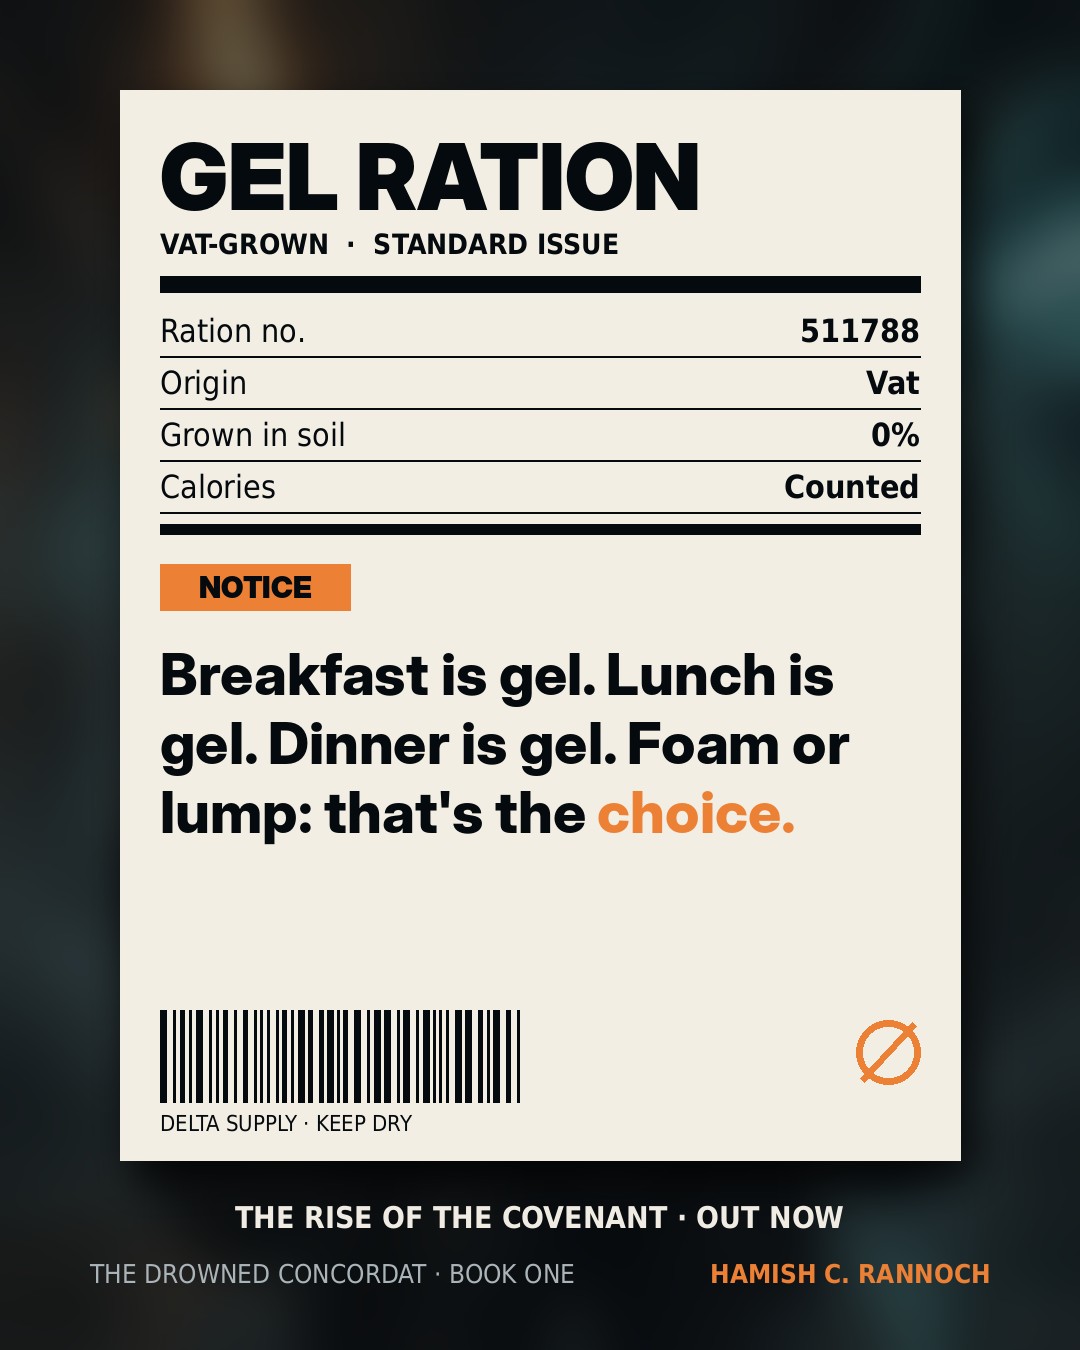 GEL RATION
VAT-GROWN · STANDARD ISSUE
Ration no. 511788
Origin Vat
Grown in soil 0%
Calories Counted
NOTICE
Breakfast is gel. Lunch is
gel. Dinner is gel. Foam or
lump: that's the choice.
DELTA SUPPLY · KEEP DRY
THE RISE OF THE COVENANT · OUT NOW
THE DROWNED CONCORDAT · BOOK ONE HAMISH C. RANNOCH